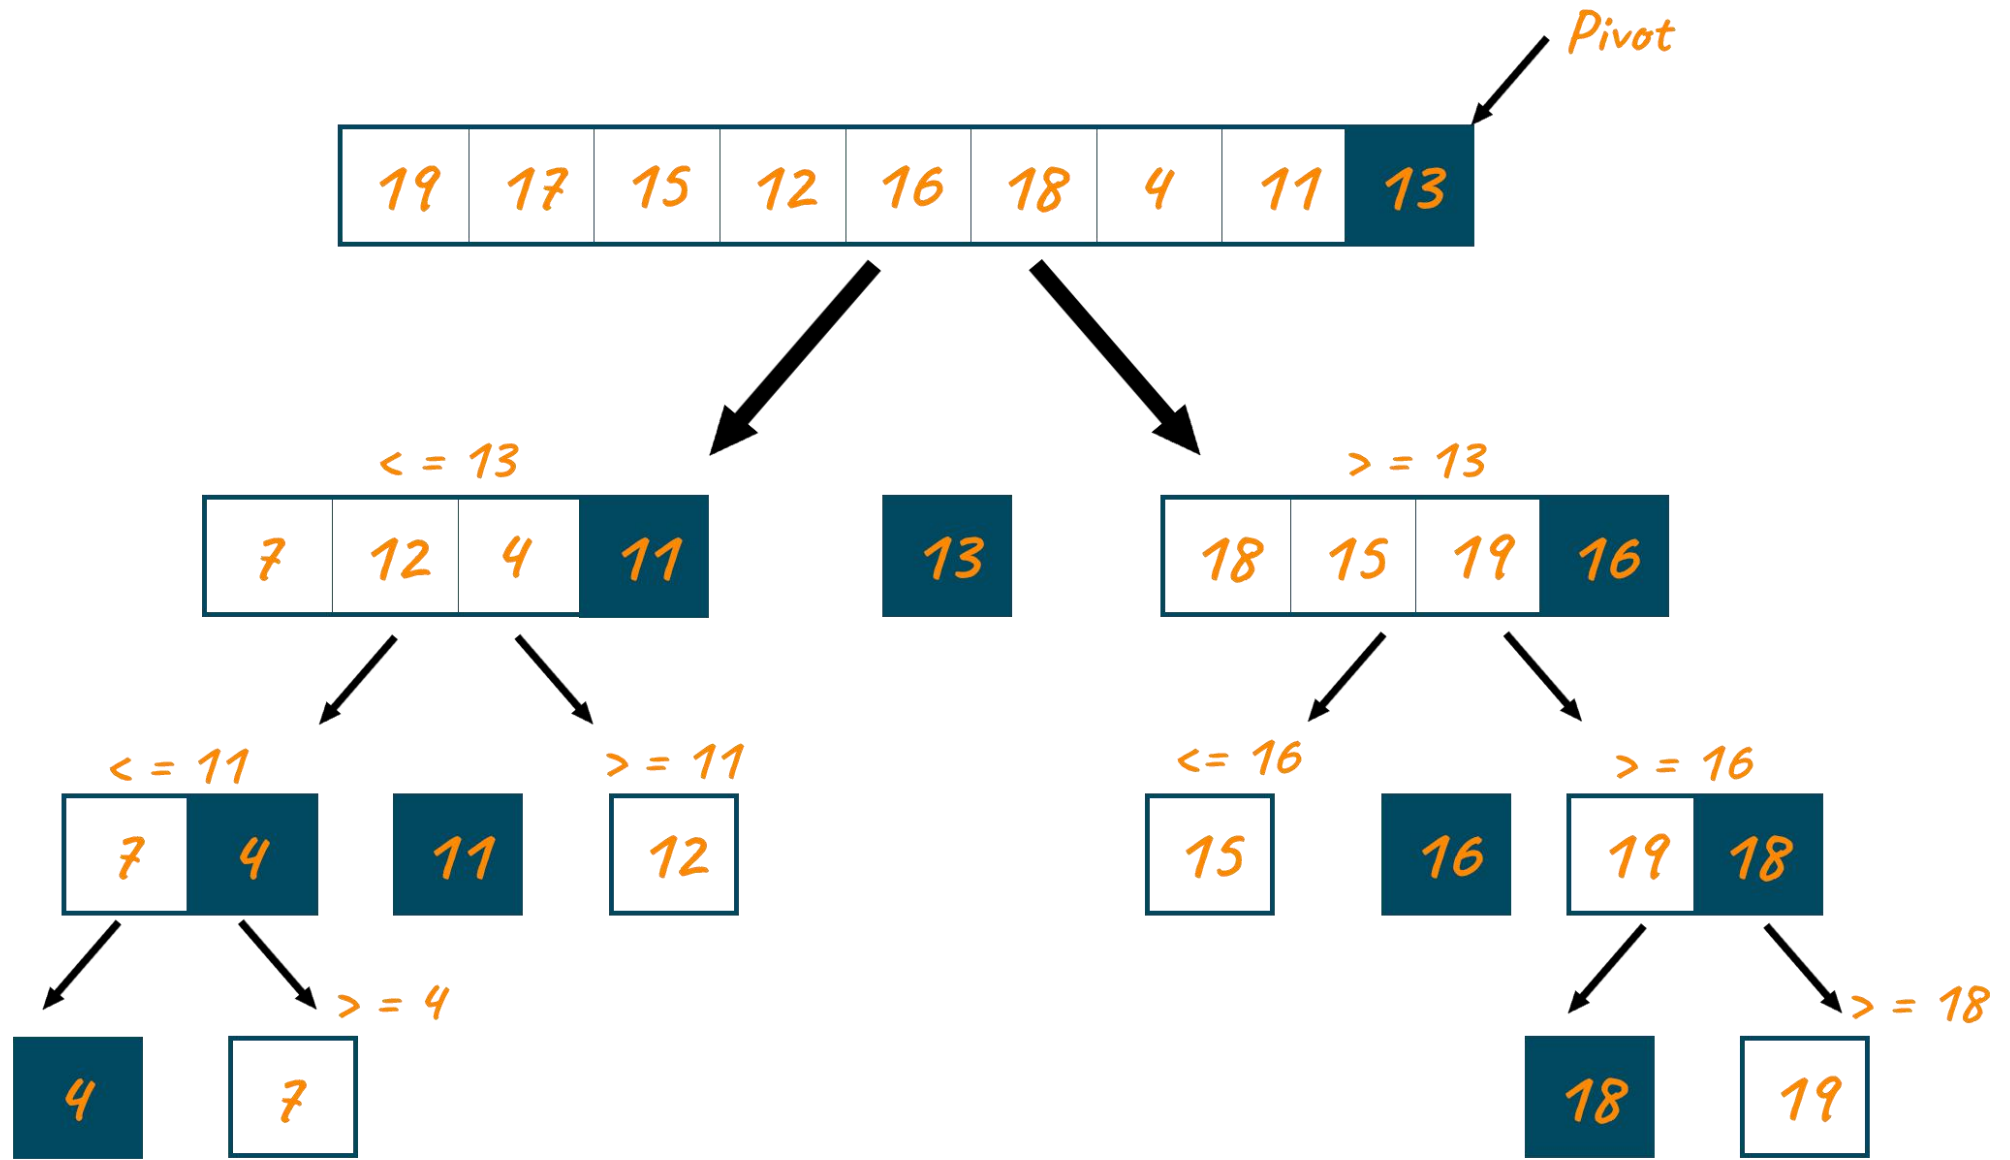 Pivot
19 17 15 12 16 18 4 11 13
< = 13 > = 13
7 12 4 11 13 18 15 19 16
< = 11 > = 11 <= 16 > = 16
7 4 11 12 15 16 19 18
> = 4 > = 18
4 7 18 19